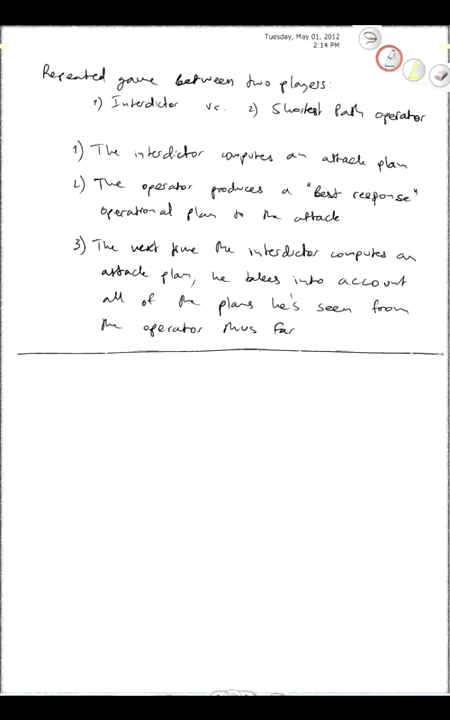 Tuesday, May 01, 2012
2:14 PM
Repeated game between two players:
1) Interdictor vs. 2) Shortest Path operator
1) The interdictor computes an attack plan
2) The operator produces a "best response"
operational plan to the attack
3) The next time the interdictor computes an
attack plan, he takes into account
all of the plans he's seen from
the operator thus far